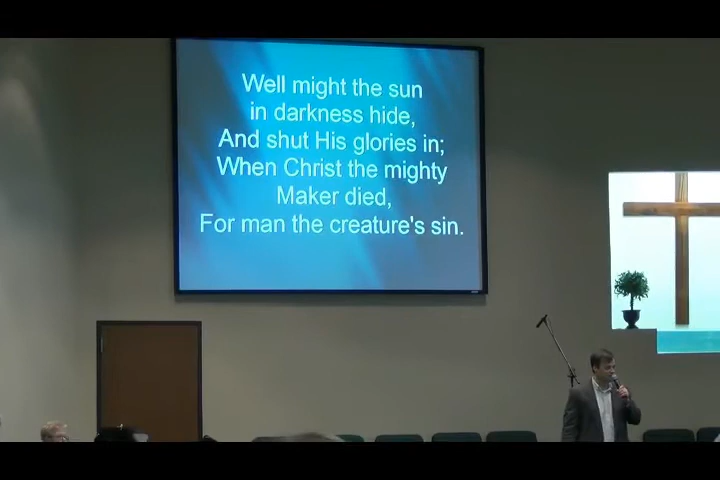 Well might the sun
in darkness hide,
And shut His glories in;
When Christ the mighty
Maker died,
For man the creature's sin.